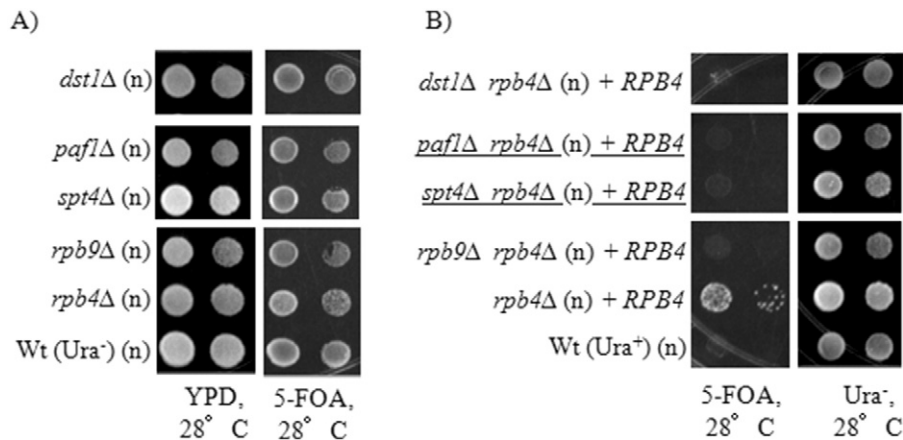 A)
dst1Δ (n)
paf1Δ (n)
spt4Δ (n)
rpb9Δ (n)
rpb4Δ (n)
Wt (Ura⁻) (n)
YPD, 28° C
5-FOA, 28° C
B)
dst1Δ rpb4Δ (n) + RPB4
paf1Δ rpb4Δ (n) + RPB4
spt4Δ rpb4Δ (n) + RPB4
rpb9Δ rpb4Δ (n) + RPB4
rpb4Δ (n) + RPB4
Wt (Ura⁺) (n)
5-FOA, 28° C
Ura⁻, 28° C